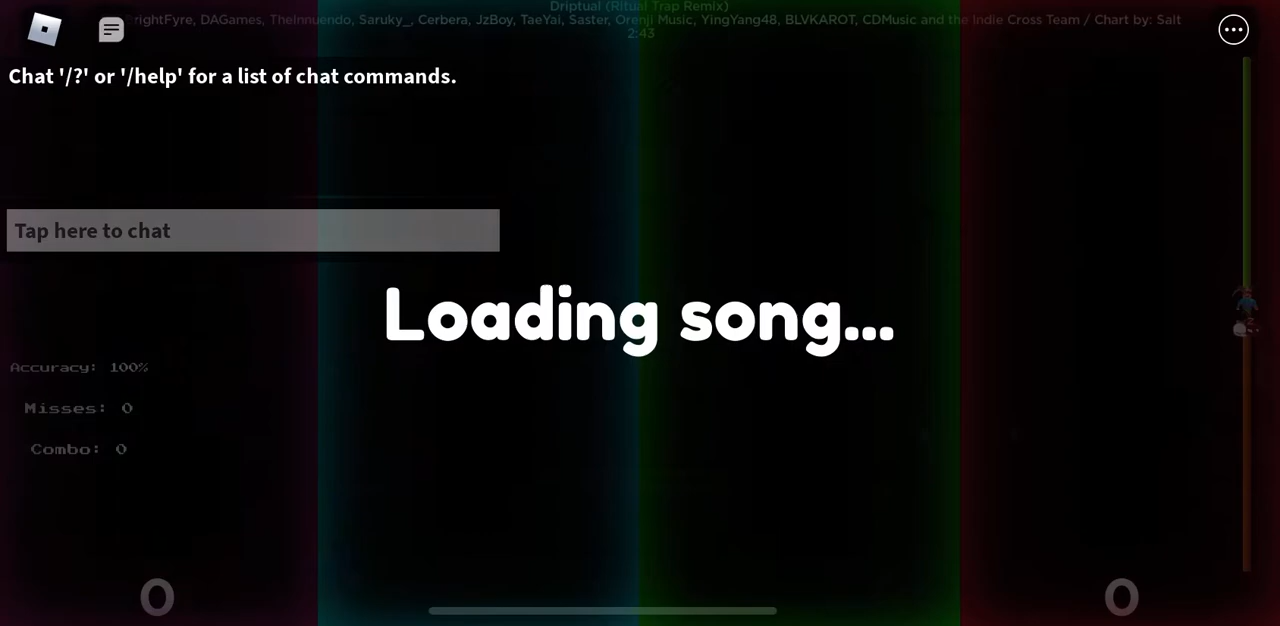 Driptual (Ritual Trap Remix)
BrightFyre, DAGames, TheInnuendo, Saruky_, Cerbera, JzBoy, TaeYai, Saster, Orenji Music, YingYang48, BLVKAROT, CDMusic and the Indie Cross Team / Chart by: Salt
2:43
Chat '/?' or '/help' for a list of chat commands.
Tap here to chat
Loading song...
Accuracy: 100%
Misses: 0
Combo: 0
0
0